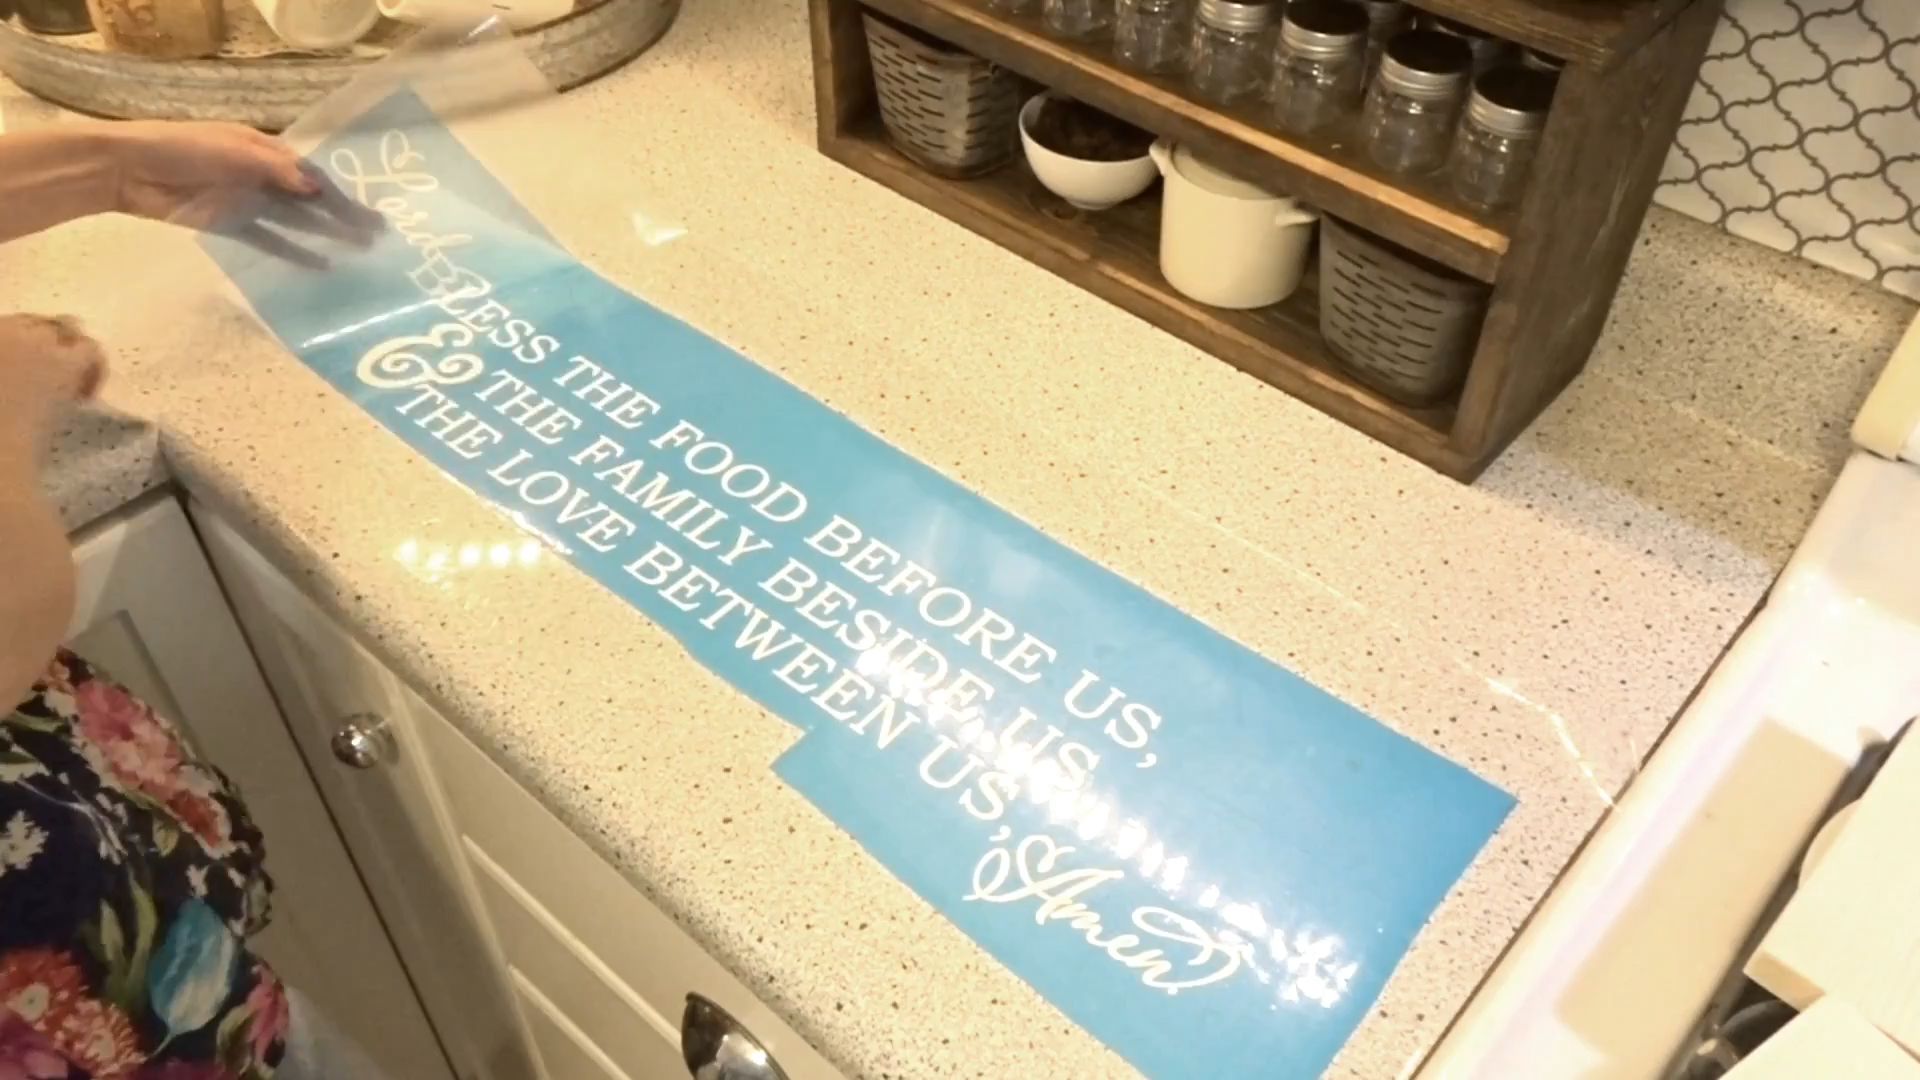 Lord BLESS THE FOOD BEFORE US,
& THE FAMILY BESIDE US,
THE LOVE BETWEEN US,
Amen.